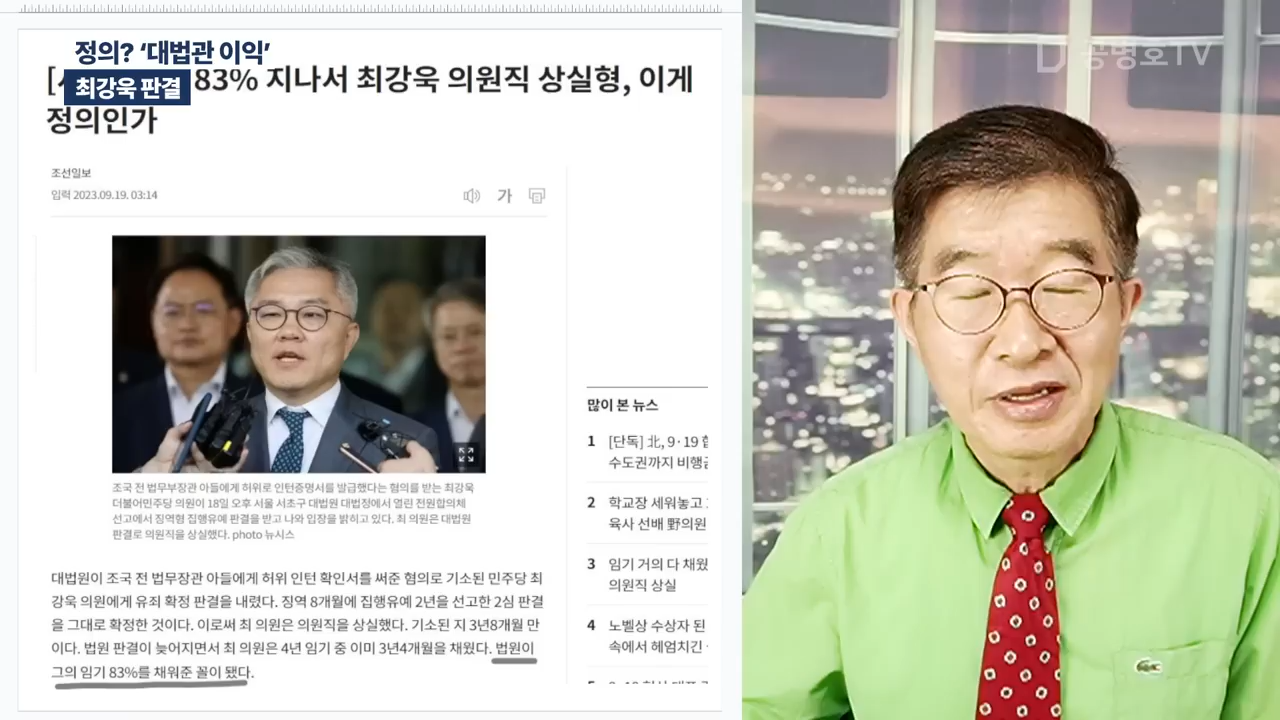 정의? ‘대법관 이익’
최강욱 판결
83% 지나서 최강욱 의원직 상실형, 이게
정의인가
조선일보
입력 2023.09.19. 03:14
가
조국 전 법무부장관 아들에게 허위로 인턴증명서를 발급했다는 혐의를 받는 최강욱
더불어민주당 의원이 18일 오후 서울 서초구 대법원 대법정에서 열린 전원합의체
선고에서 징역형 집행유예 판결을 받고 나와 입장을 밝히고 있다. 최 의원은 대법원
판결로 의원직을 상실했다. photo 뉴시스
대법원이 조국 전 법무장관 아들에게 허위 인턴 확인서를 써준 혐의로 기소된 민주당 최
강욱 의원에게 유죄 확정 판결을 내렸다. 징역 8개월에 집행유예 2년을 선고한 2심 판결
을 그대로 확정한 것이다. 이로써 최 의원은 의원직을 상실했다. 기소된 지 3년8개월 만
이다. 법원 판결이 늦어지면서 최 의원은 4년 임기 중 이미 3년4개월을 채웠다. 법원이
그의 임기 83%를 채워준 꼴이 됐다.
많이 본 뉴스
1 [단독] 北, 9·19
수도권까지
2 학교장 세워놓고
육사 선배 野의원
3 임기 거의 다 채웠
의원직 상실
4 노벨상 수상자 된
속에서 헤엄치긴
공병호TV